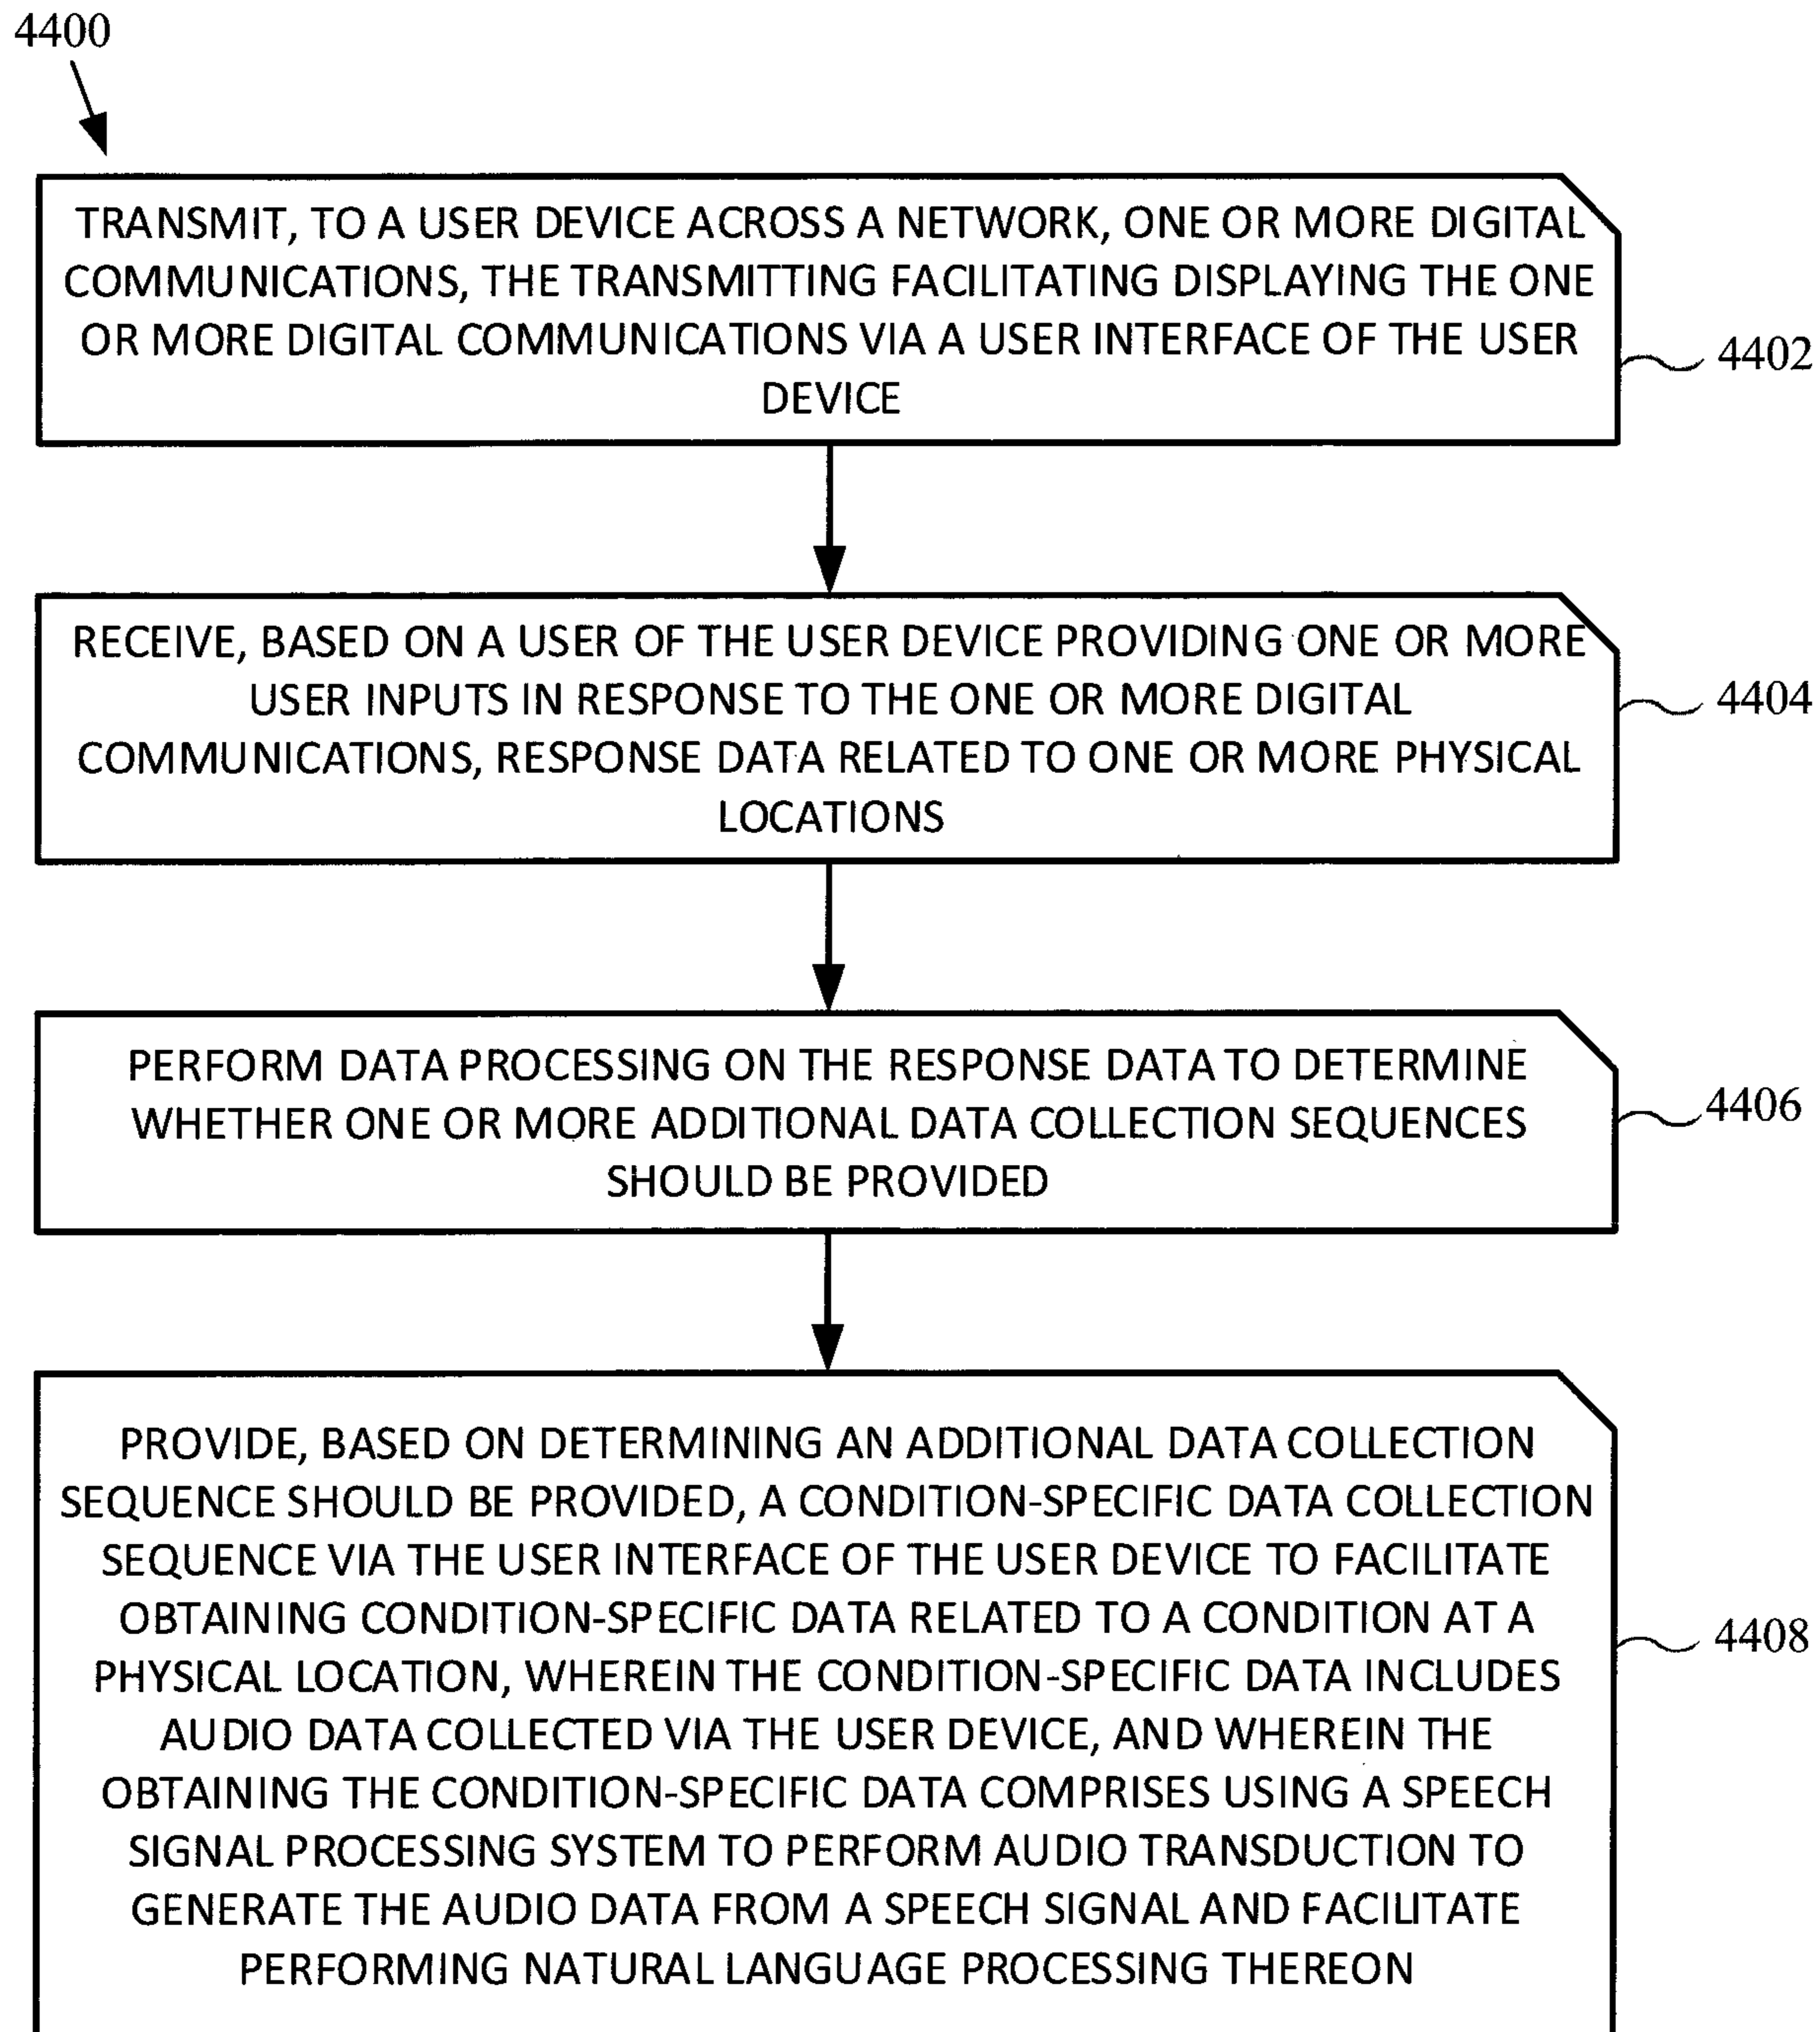 4400
TRANSMIT, TO A USER DEVICE ACROSS A NETWORK, ONE OR MORE DIGITAL
COMMUNICATIONS, THE TRANSMITTING FACILITATING DISPLAYING THE ONE
OR MORE DIGITAL COMMUNICATIONS VIA A USER INTERFACE OF THE USER
DEVICE
4402
RECEIVE, BASED ON A USER OF THE USER DEVICE PROVIDING ONE OR MORE
USER INPUTS IN RESPONSE TO THE ONE OR MORE DIGITAL
COMMUNICATIONS, RESPONSE DATA RELATED TO ONE OR MORE PHYSICAL
LOCATIONS
4404
PERFORM DATA PROCESSING ON THE RESPONSE DATA TO DETERMINE
WHETHER ONE OR MORE ADDITIONAL DATA COLLECTION SEQUENCES
SHOULD BE PROVIDED
4406
PROVIDE, BASED ON DETERMINING AN ADDITIONAL DATA COLLECTION
SEQUENCE SHOULD BE PROVIDED, A CONDITION-SPECIFIC DATA COLLECTION
SEQUENCE VIA THE USER INTERFACE OF THE USER DEVICE TO FACILITATE
OBTAINING CONDITION-SPECIFIC DATA RELATED TO A CONDITION AT A
PHYSICAL LOCATION, WHEREIN THE CONDITION-SPECIFIC DATA INCLUDES
AUDIO DATA COLLECTED VIA THE USER DEVICE, AND WHEREIN THE
OBTAINING THE CONDITION-SPECIFIC DATA COMPRISES USING A SPEECH
SIGNAL PROCESSING SYSTEM TO PERFORM AUDIO TRANSDUCTION TO
GENERATE THE AUDIO DATA FROM A SPEECH SIGNAL AND FACILITATE
PERFORMING NATURAL LANGUAGE PROCESSING THEREON
4408